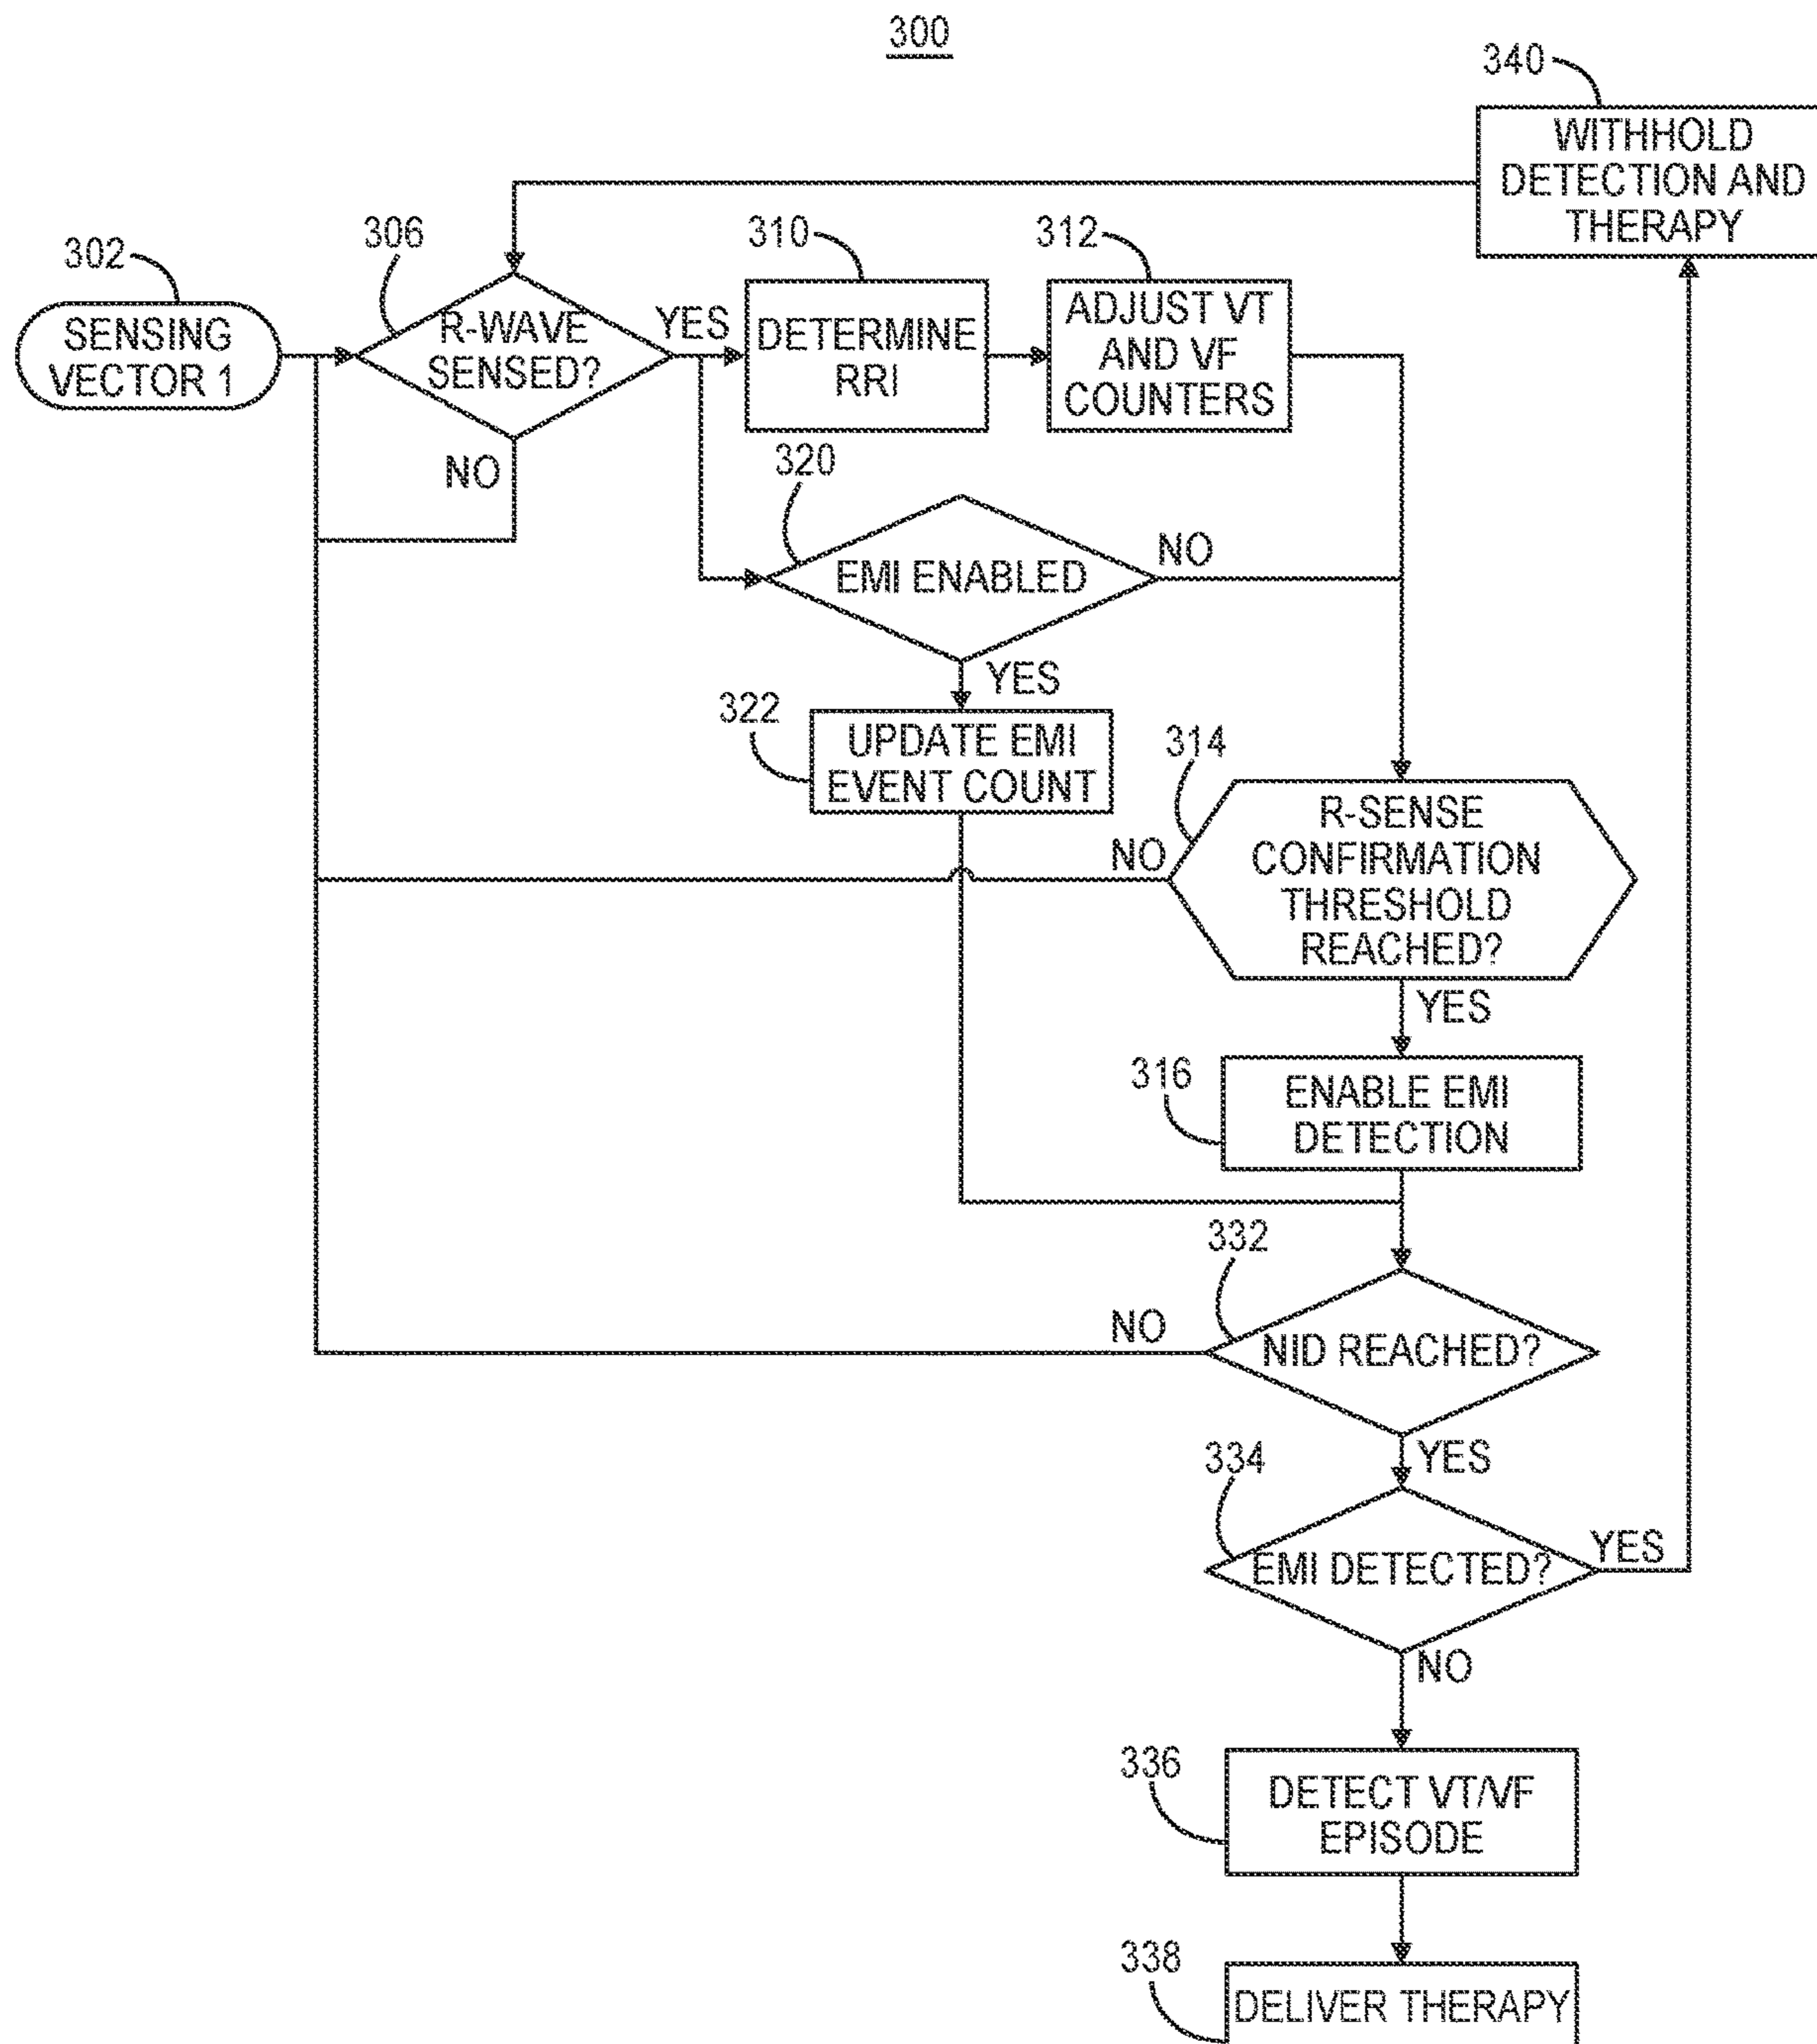 300
340
WITHHOLD
DETECTION AND
THERAPY
302
SENSING
VECTOR 1
306
R-WAVE
SENSED?
YES
NO
310
DETERMINE
RRI
312
ADJUST VT
AND VF
COUNTERS
320
EMI ENABLED
NO
YES
322
UPDATE EMI
EVENT COUNT
314
R-SENSE
CONFIRMATION
THRESHOLD
REACHED?
NO
YES
316
ENABLE EMI
DETECTION
332
NID REACHED?
NO
YES
334
EMI DETECTED?
YES
NO
336
DETECT VT/VF
EPISODE
338
DELIVER THERAPY